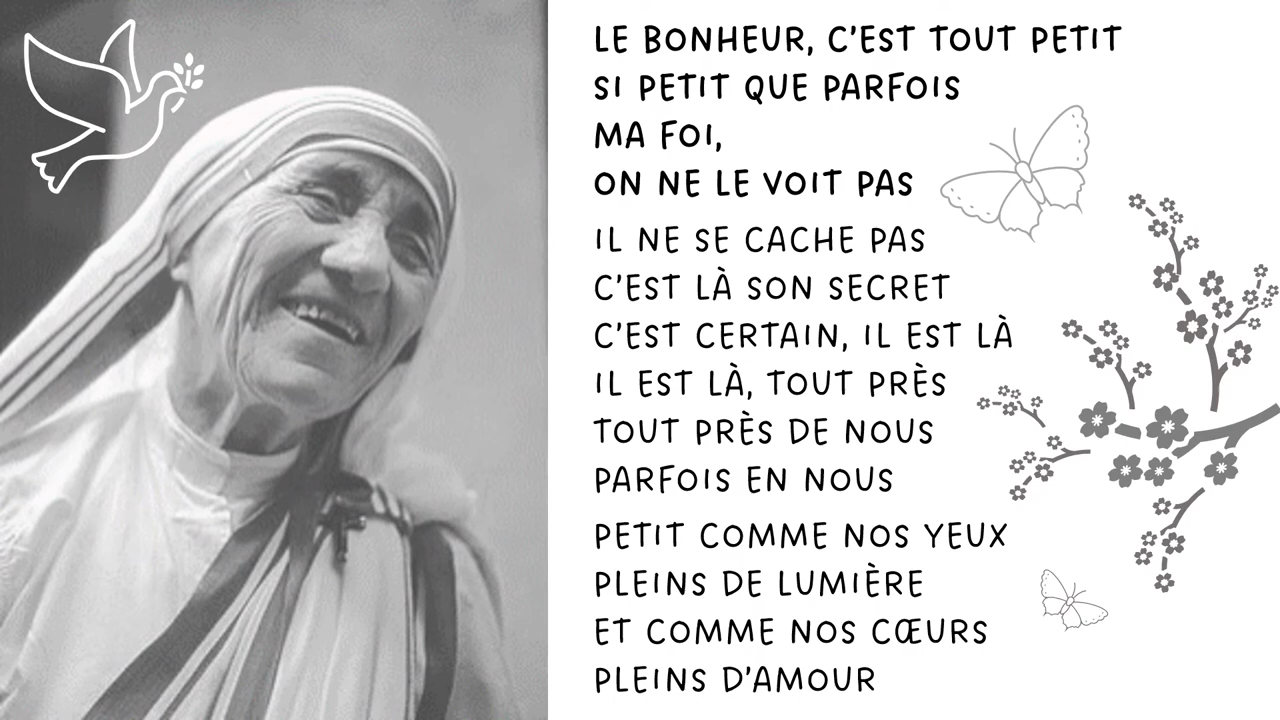 LE BONHEUR, C'EST TOUT PETIT
SI PETIT QUE PARFOIS
MA FOI,
ON NE LE VOIT PAS
IL NE SE CACHE PAS
C'EST LÀ SON SECRET
C'EST CERTAIN, IL EST LÀ
IL EST LÀ, TOUT PRÈS
TOUT PRÈS DE NOUS
PARFOIS EN NOUS
PETIT COMME NOS YEUX
PLEINS DE LUMIÈRE
ET COMME NOS CŒURS
PLEINS D'AMOUR